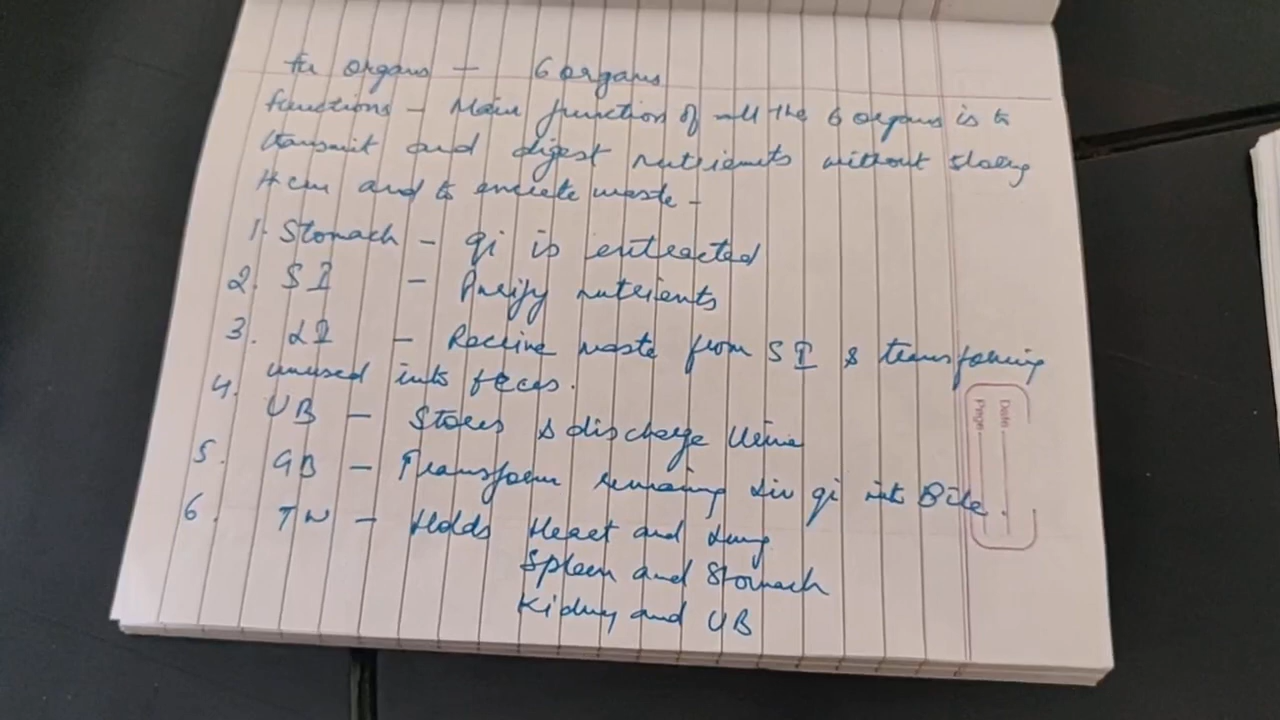 Fu organs - 6 organs
functions - Main function of all the 6 organs is to
transmit and digest nutrients without storing
them and to excrete waste -
1. Stomach - qi is extracted
2. SI - Purify nutrients
3. LI - Receive waste from SI & transforming
unused into feces.
4. UB - Stores & discharge Urine
5. GB - Transform remaining Liv qi into Bile.
6. TW - Holds Heart and Lung
Spleen and Stomach
Kidney and UB
Date
Page